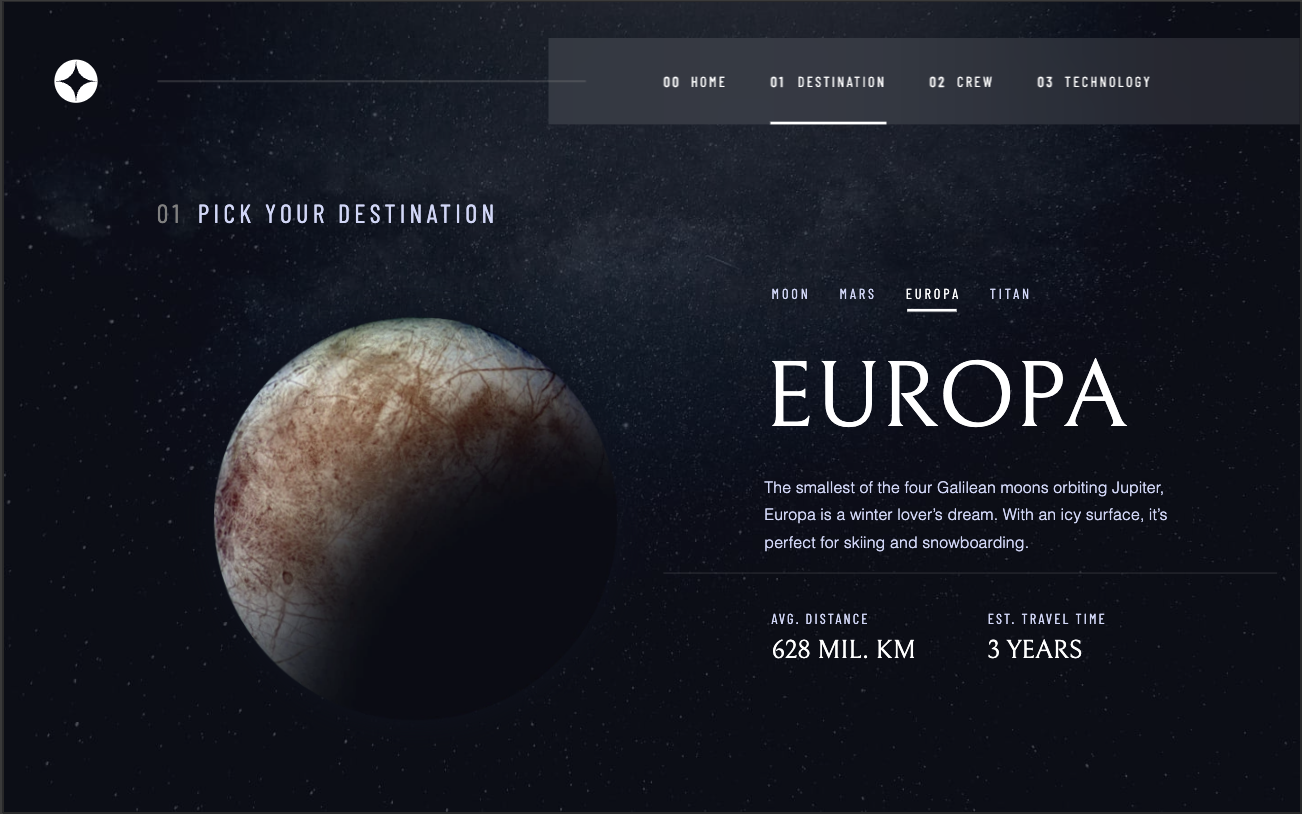 00 HOME 01 DESTINATION 02 CREW 03 TECHNOLOGY
01 PICK YOUR DESTINATION
MOON MARS EUROPA TITAN
EUROPA
The smallest of the four Galilean moons orbiting Jupiter,
Europa is a winter lover’s dream. With an icy surface, it’s
perfect for skiing and snowboarding.
AVG. DISTANCE
628 MIL. KM
EST. TRAVEL TIME
3 YEARS